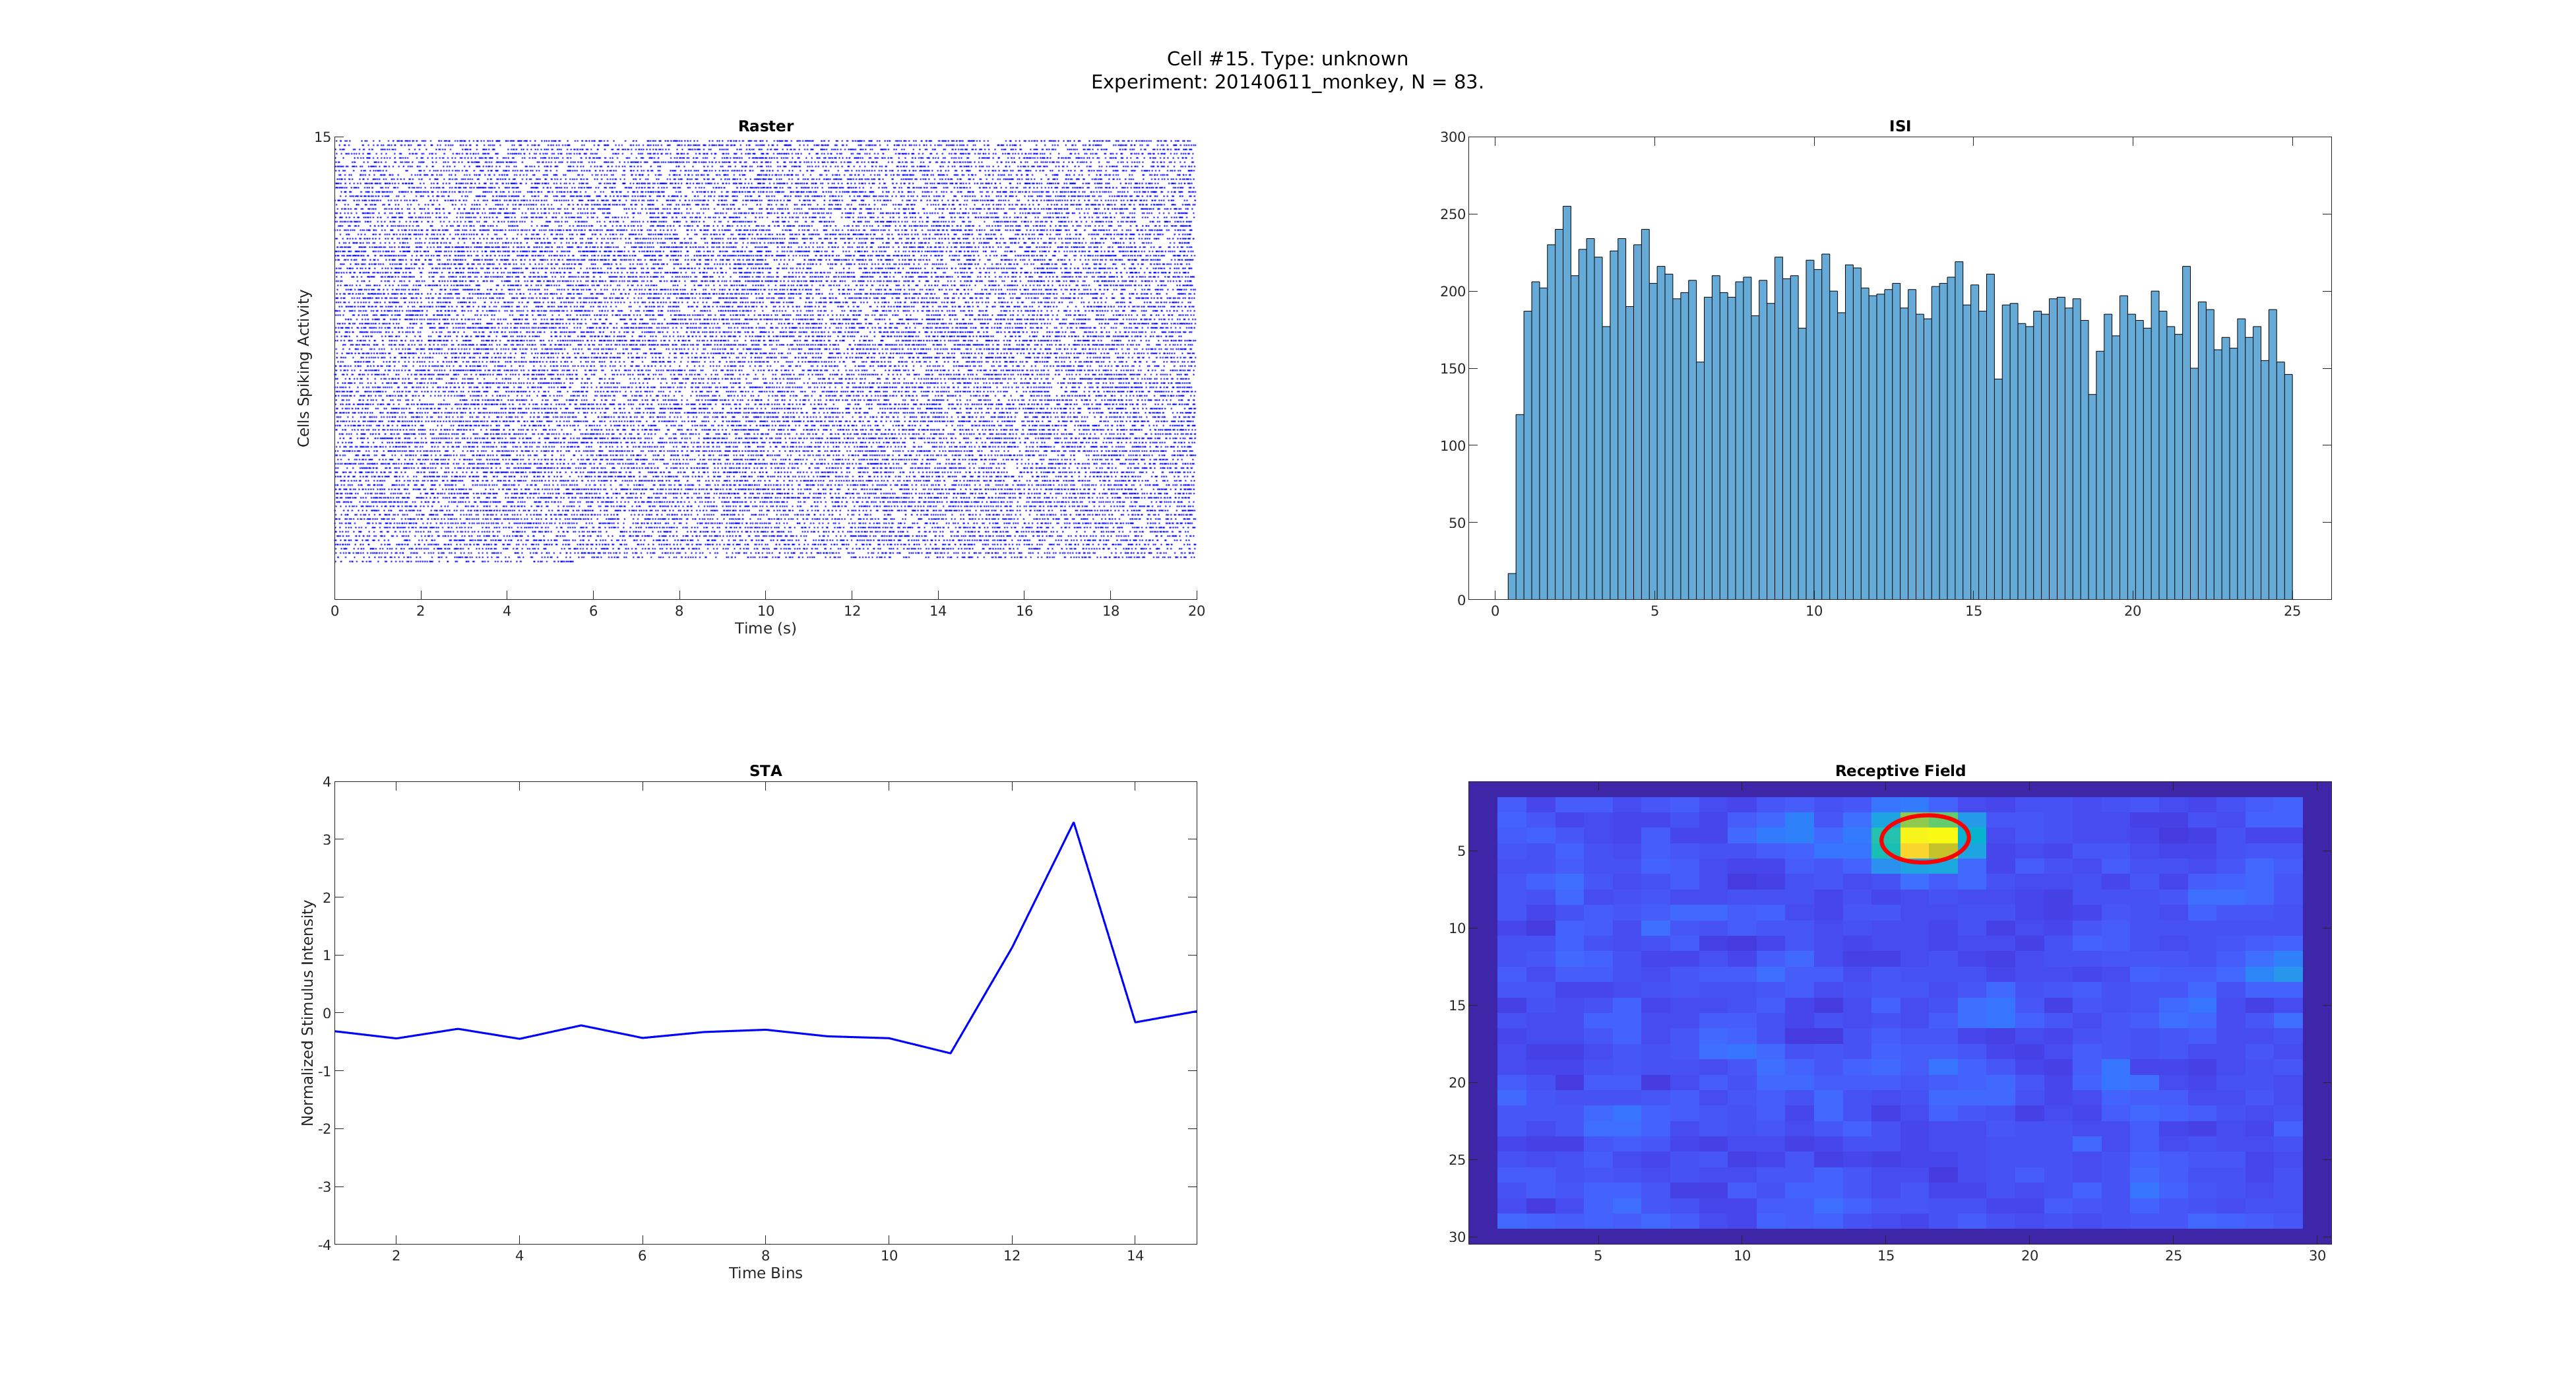 Cell #15. Type: unknown
Experiment: 20140611_monkey, N = 83.
Raster
15
Cells Spiking Activity
0 2 4 6 8 10 12 14 16 18 20
Time (s)
ISI
300
250
200
150
100
50
0
0 5 10 15 20 25
STA
4
3
2
1
0
-1
-2
-3
-4
Normalized Stimulus Intensity
2 4 6 8 10 12 14
Time Bins
Receptive Field
5
10
15
20
25
30
5 10 15 20 25 30